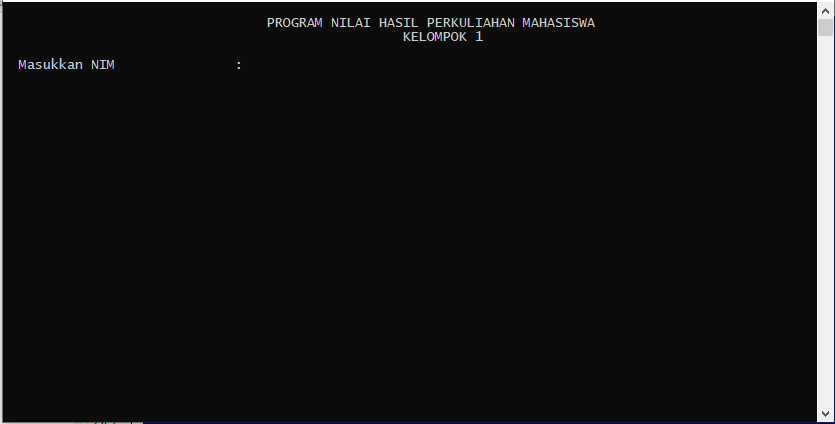 PROGRAM NILAI HASIL PERKULIAHAN MAHASISWA
KELOMPOK 1
Masukkan NIM :